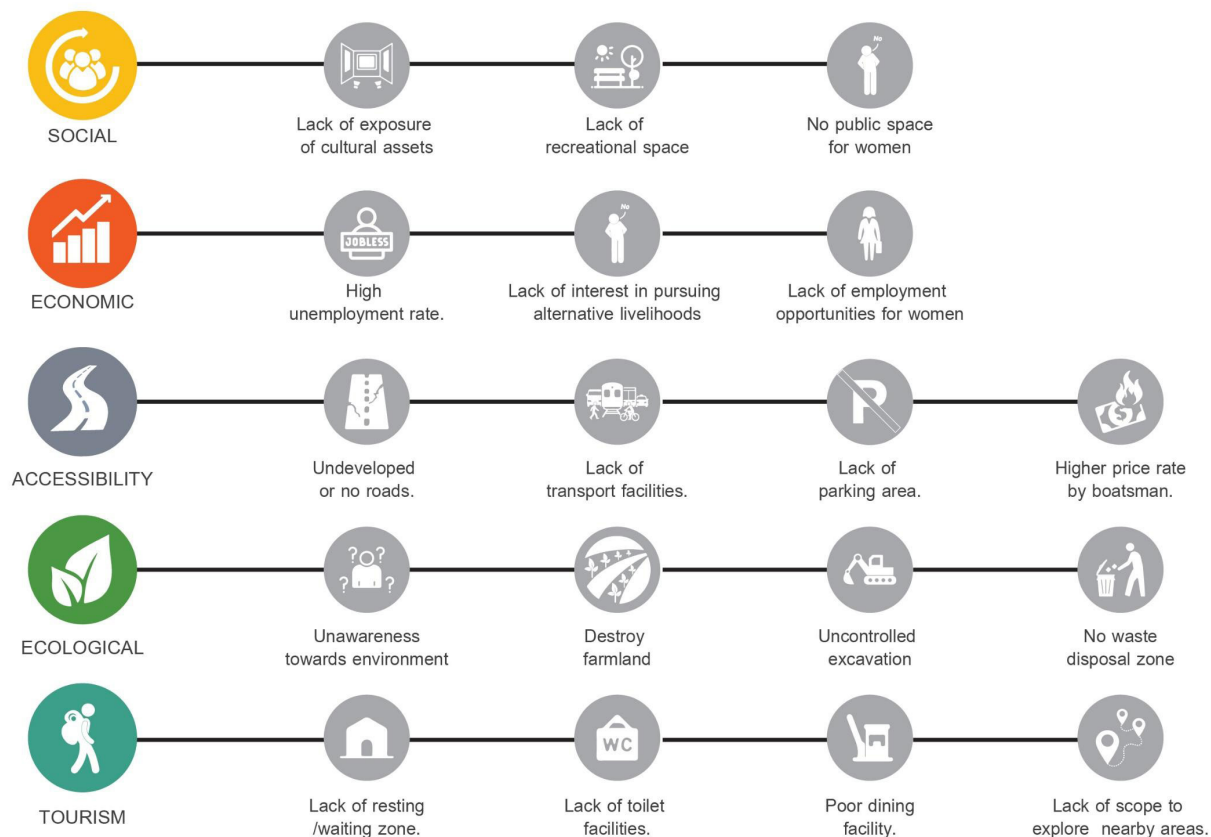 No
SOCIAL
Lack of exposure
of cultural assets
Lack of
recreational space
No public space
for women
JOBLESS
No
ECONOMIC
High
unemployment rate.
Lack of interest in pursuing
alternative livelihoods
Lack of employment
opportunities for women
P
ACCESSIBILITY
Undeveloped
or no roads.
Lack of
transport facilities.
Lack of
parking area.
Higher price rate
by boatsman.
? ?
? ?
ECOLOGICAL
Unawareness
towards environment
Destroy
farmland
Uncontrolled
excavation
No waste
disposal zone
WC
TOURISM
Lack of resting
/waiting zone.
Lack of toilet
facilities.
Poor dining
facility.
Lack of scope to
explore nearby areas.